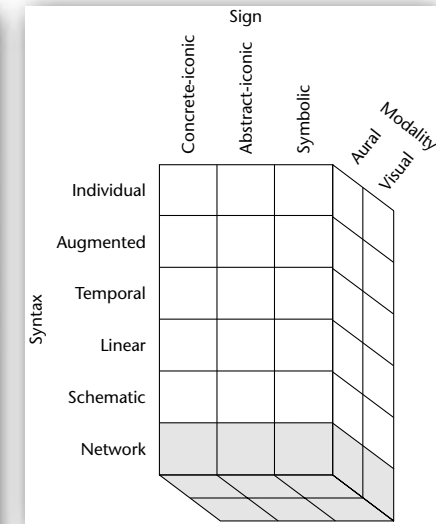 Sign
Concrete-iconic
Abstract-iconic
Symbolic
Aural
Visual
Modality
Syntax
Individual
Augmented
Temporal
Linear
Schematic
Network